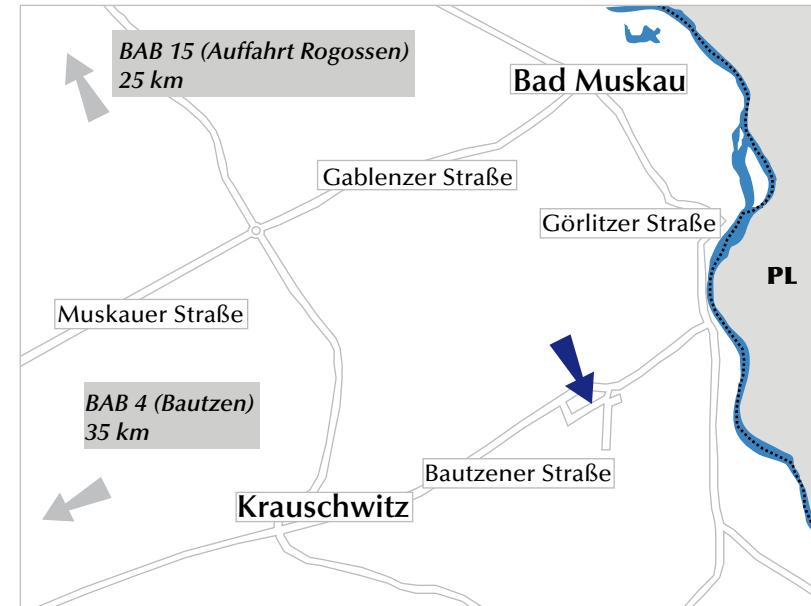 BAB 15 (Auffahrt Rogossen)
25 km
Bad Muskau
Gablenzer Straße
Görlitzer Straße
PL
Muskauer Straße
BAB 4 (Bautzen)
35 km
Bautzener Straße
Krauschwitz